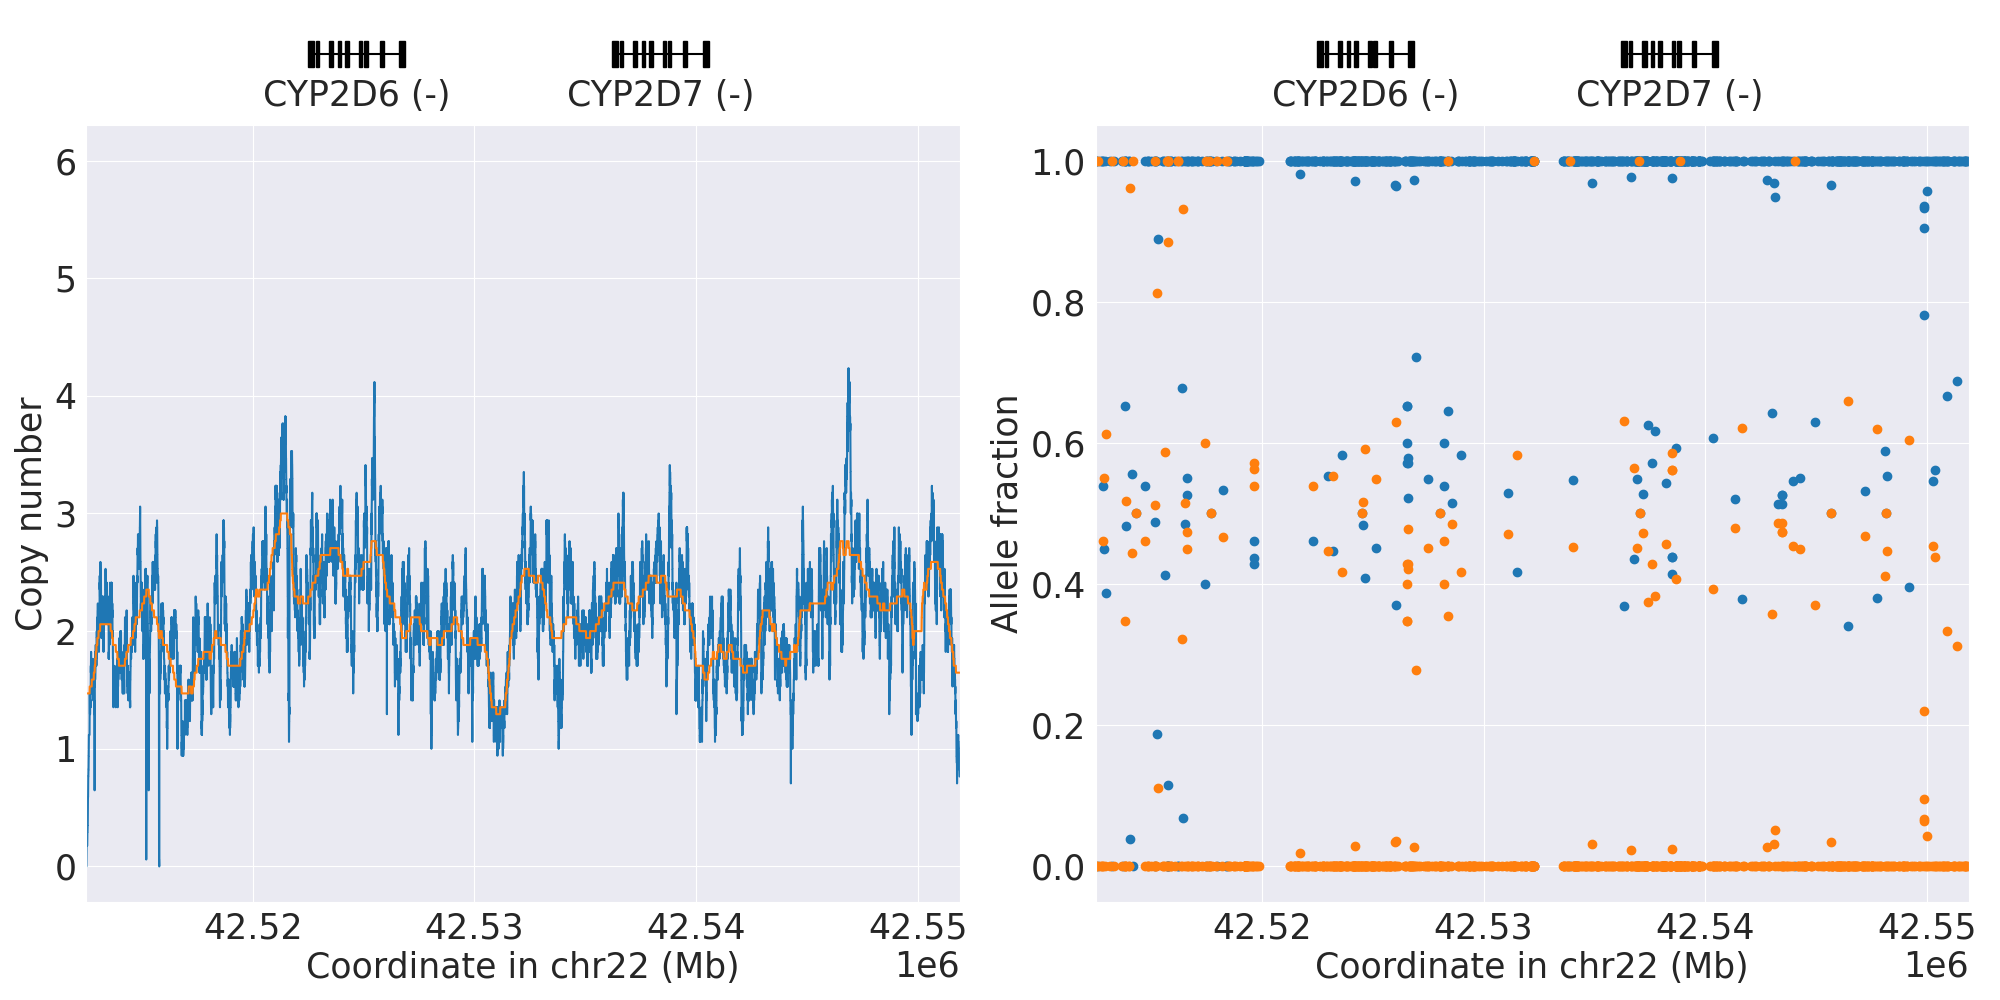 CYP2D6 (-) CYP2D7 (-)
6
5
4
3
2
1
0
Copy number
42.52 42.53 42.54 42.55
Coordinate in chr22 (Mb)
1e6
CYP2D6 (-) CYP2D7 (-)
1.0
0.8
0.6
0.4
0.2
0.0
Allele fraction
42.52 42.53 42.54 42.55
Coordinate in chr22 (Mb)
1e6